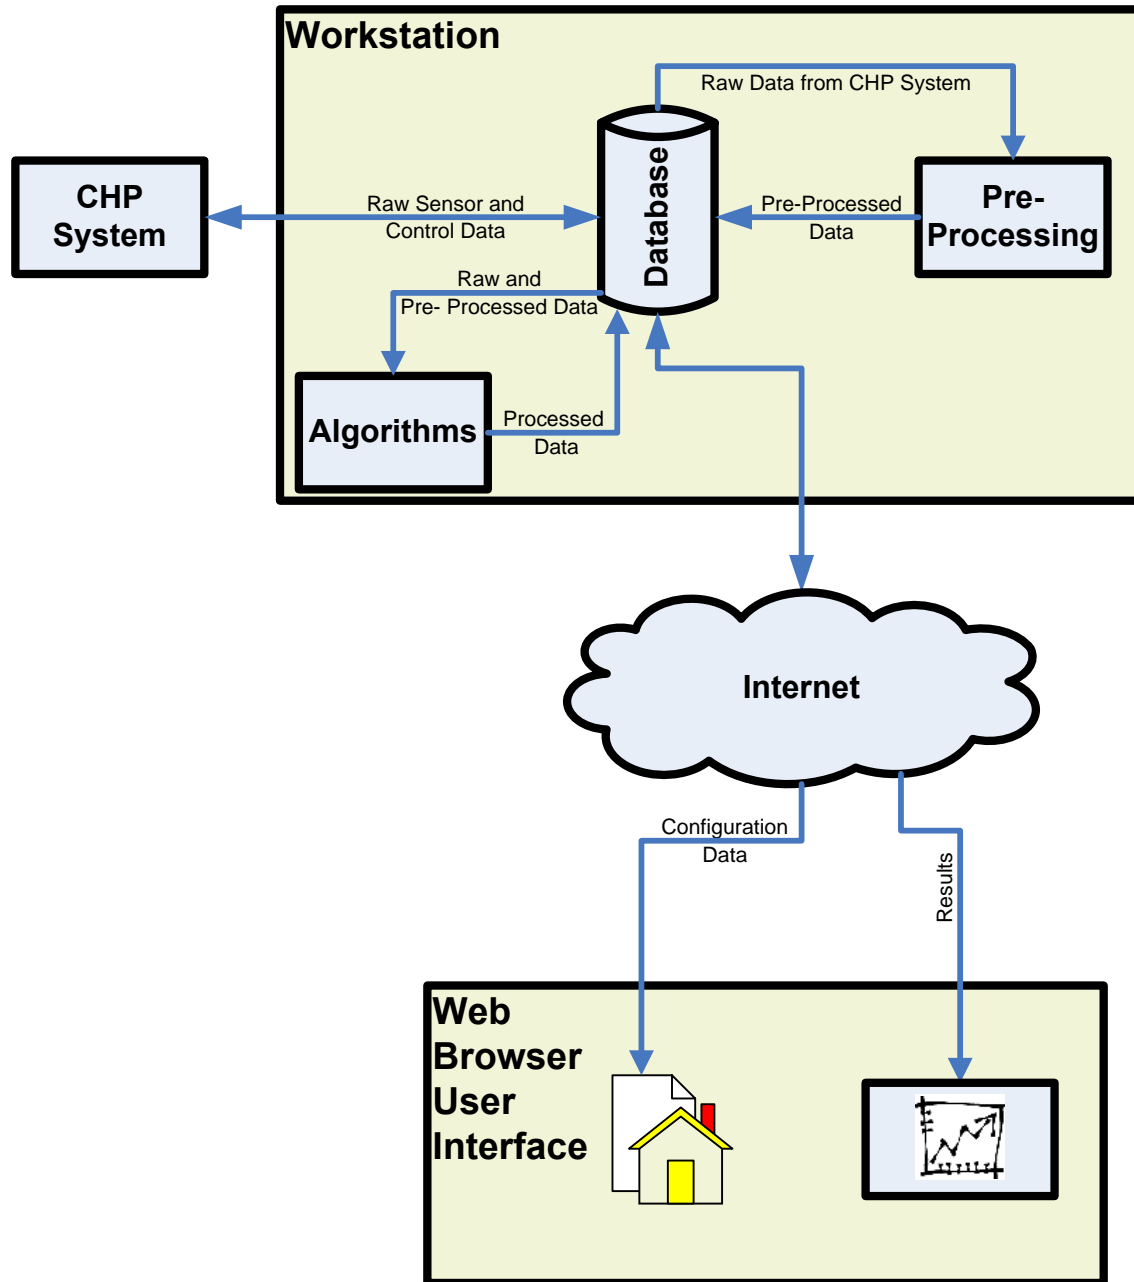 Workstation
Raw Data from CHP System
CHP
System
Raw Sensor and
Control Data
Database
Pre-Processed
Data
Pre-
Processing
Raw and
Pre- Processed Data
Algorithms
Processed
Data
Internet
Configuration
Data
Results
Web
Browser
User
Interface